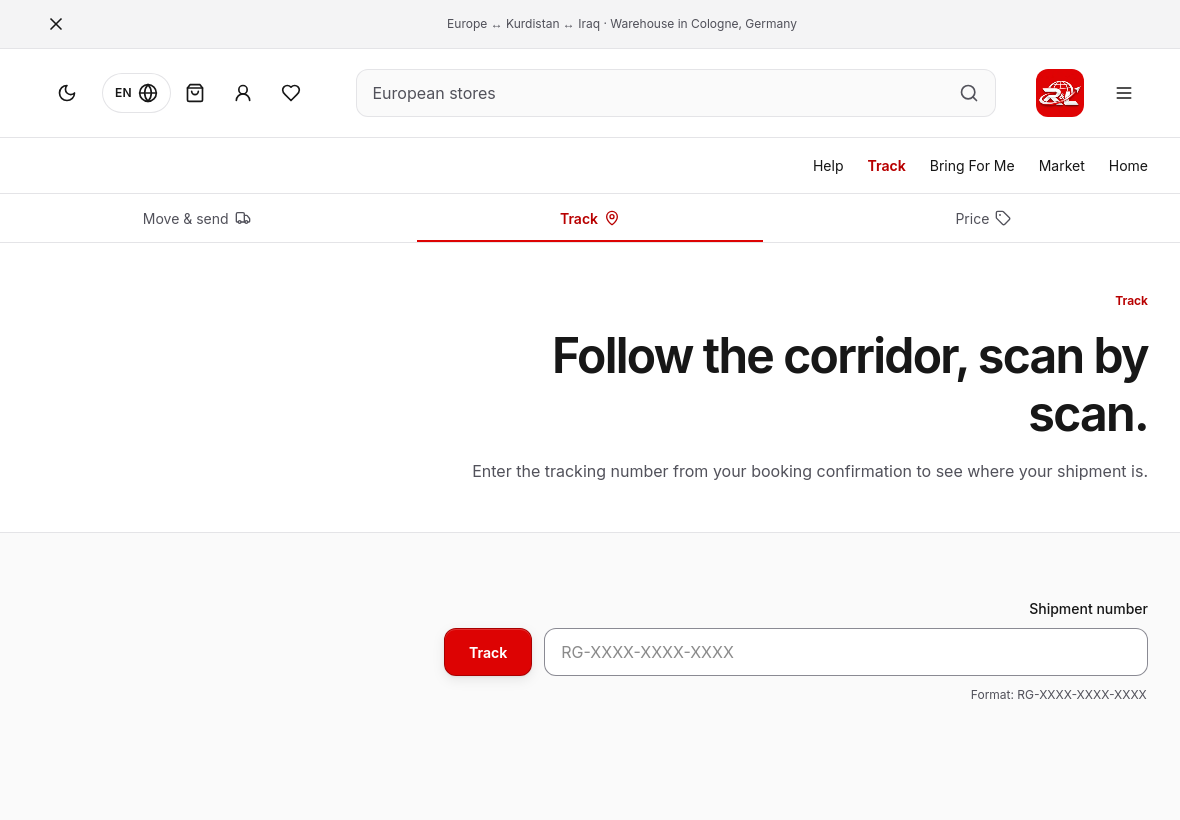 Europe ↔ Kurdistan ↔ Iraq · Warehouse in Cologne, Germany
EN
European stores
Help
Track
Bring For Me
Market
Home
Move & send
Track
Price
Track
Follow the corridor, scan by
scan.
Enter the tracking number from your booking confirmation to see where your shipment is.
Shipment number
Track
RG-XXXX-XXXX-XXXX
Format: RG-XXXX-XXXX-XXXX